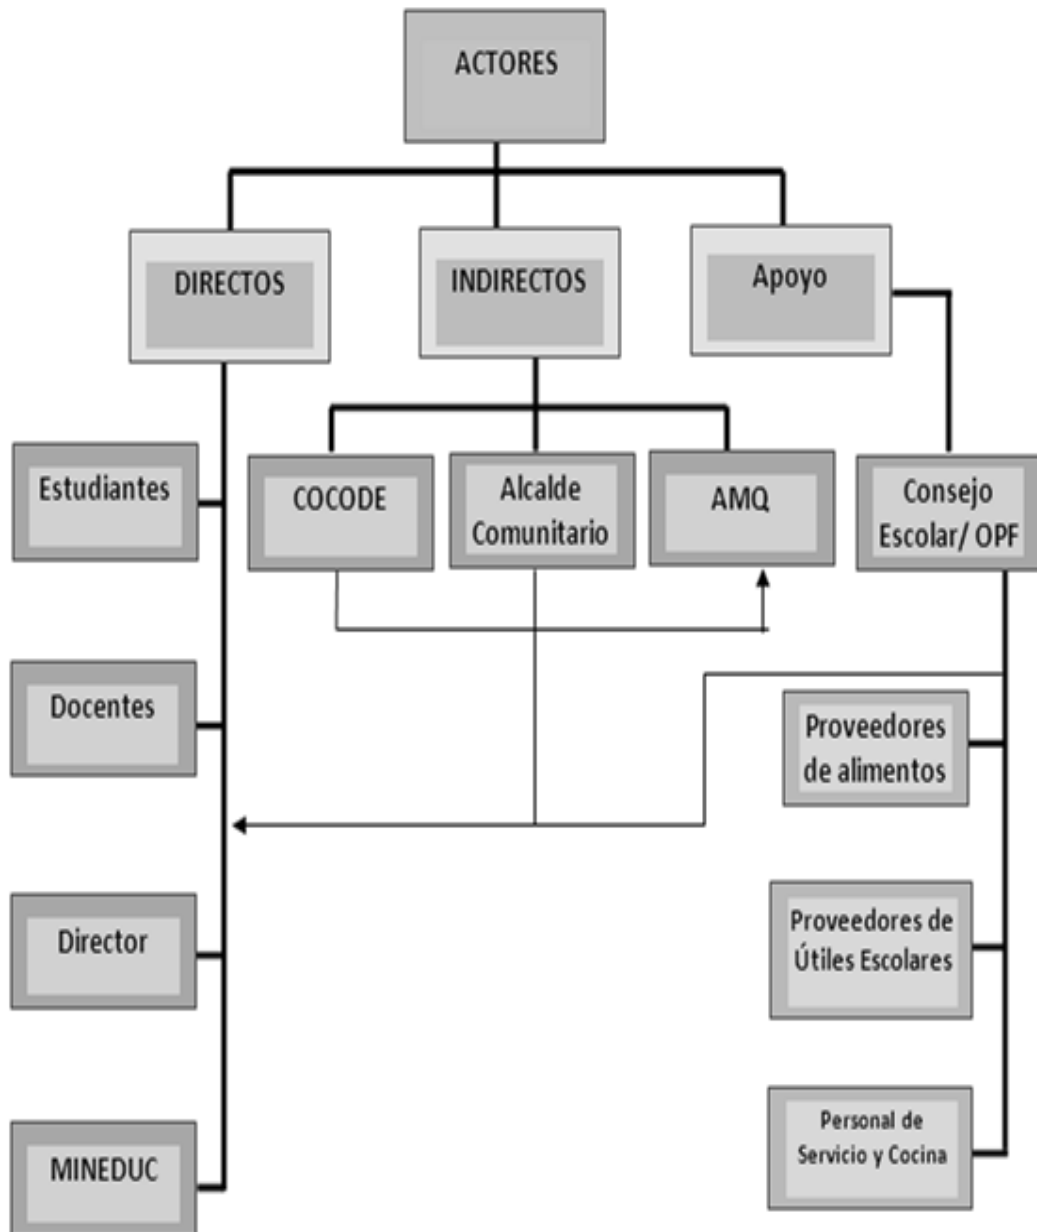 ACTORES
DIRECTOS
INDIRECTOS
Apoyo
Estudiantes
COCODE
Alcalde
Comunitario
AMQ
Consejo
Escolar/ OPF
Docentes
Proveedores
de alimentos
Director
Proveedores de
Útiles Escolares
MINEDUC
Personal de
Servicio y Cocina